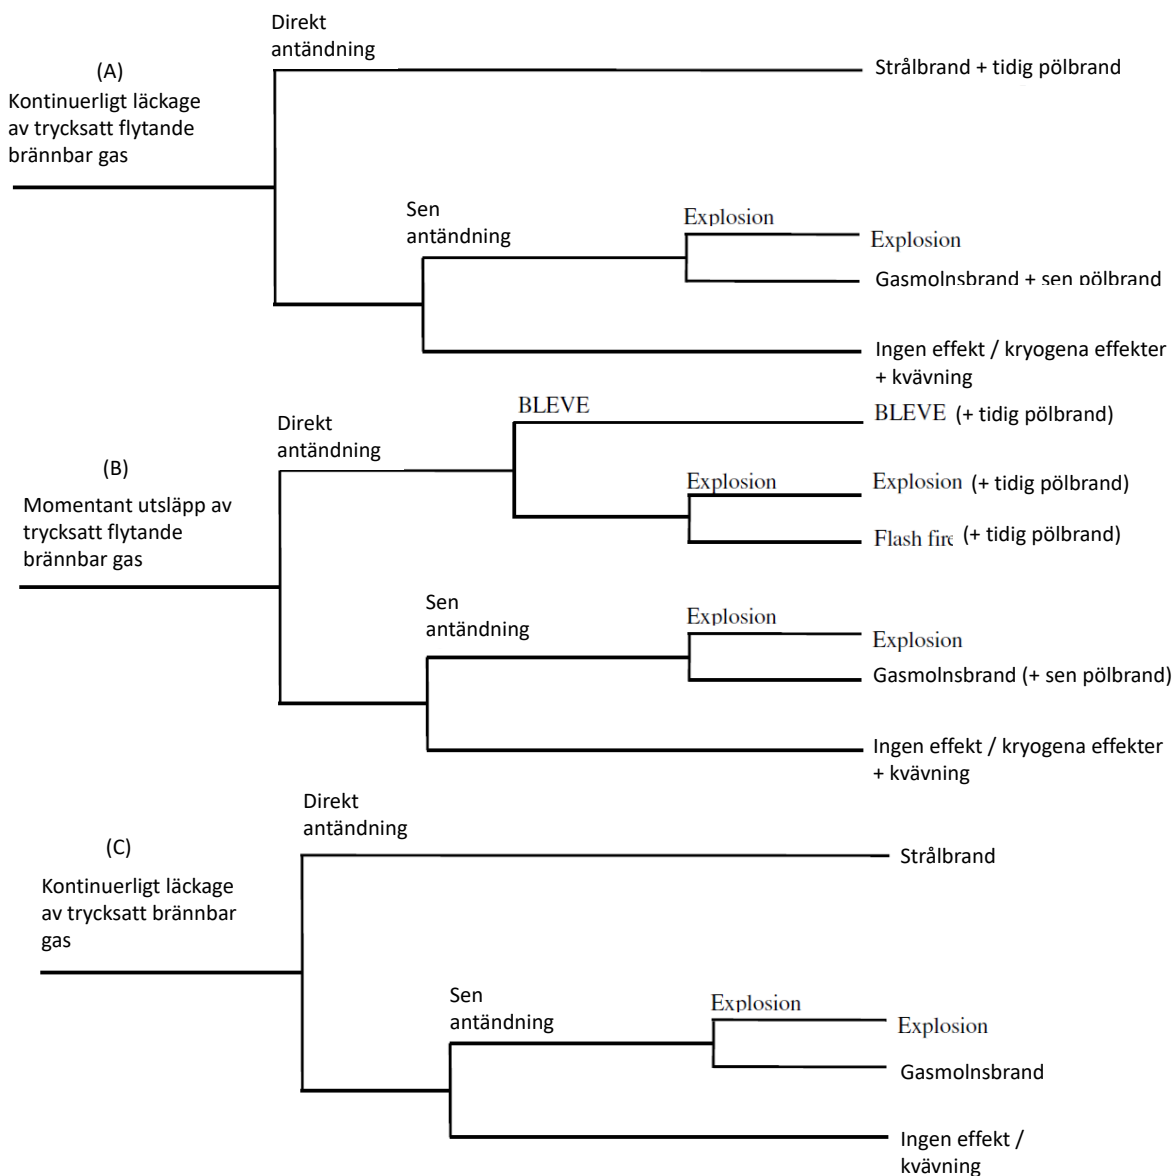 Direkt
antändning
(A)
Kontinuerligt läckage
av trycksatt flytande
brännbar gas
Strålbrand + tidig pölbrand
Sen
antändning
Explosion
Explosion
Gasmolnsbrand + sen pölbrand
Ingen effekt / kryogena effekter
+ kvävning
Direkt
antändning
BLEVE
BLEVE (+ tidig pölbrand)
(B)
Momentant utsläpp av
trycksatt flytande
brännbar gas
Explosion
Explosion (+ tidig pölbrand)
Flash fire (+ tidig pölbrand)
Sen
antändning
Explosion
Explosion
Gasmolnsbrand (+ sen pölbrand)
Ingen effekt / kryogena effekter
+ kvävning
Direkt
antändning
(C)
Kontinuerligt läckage
av trycksatt brännbar
gas
Strålbrand
Sen
antändning
Explosion
Explosion
Gasmolnsbrand
Ingen effekt /
kvävning